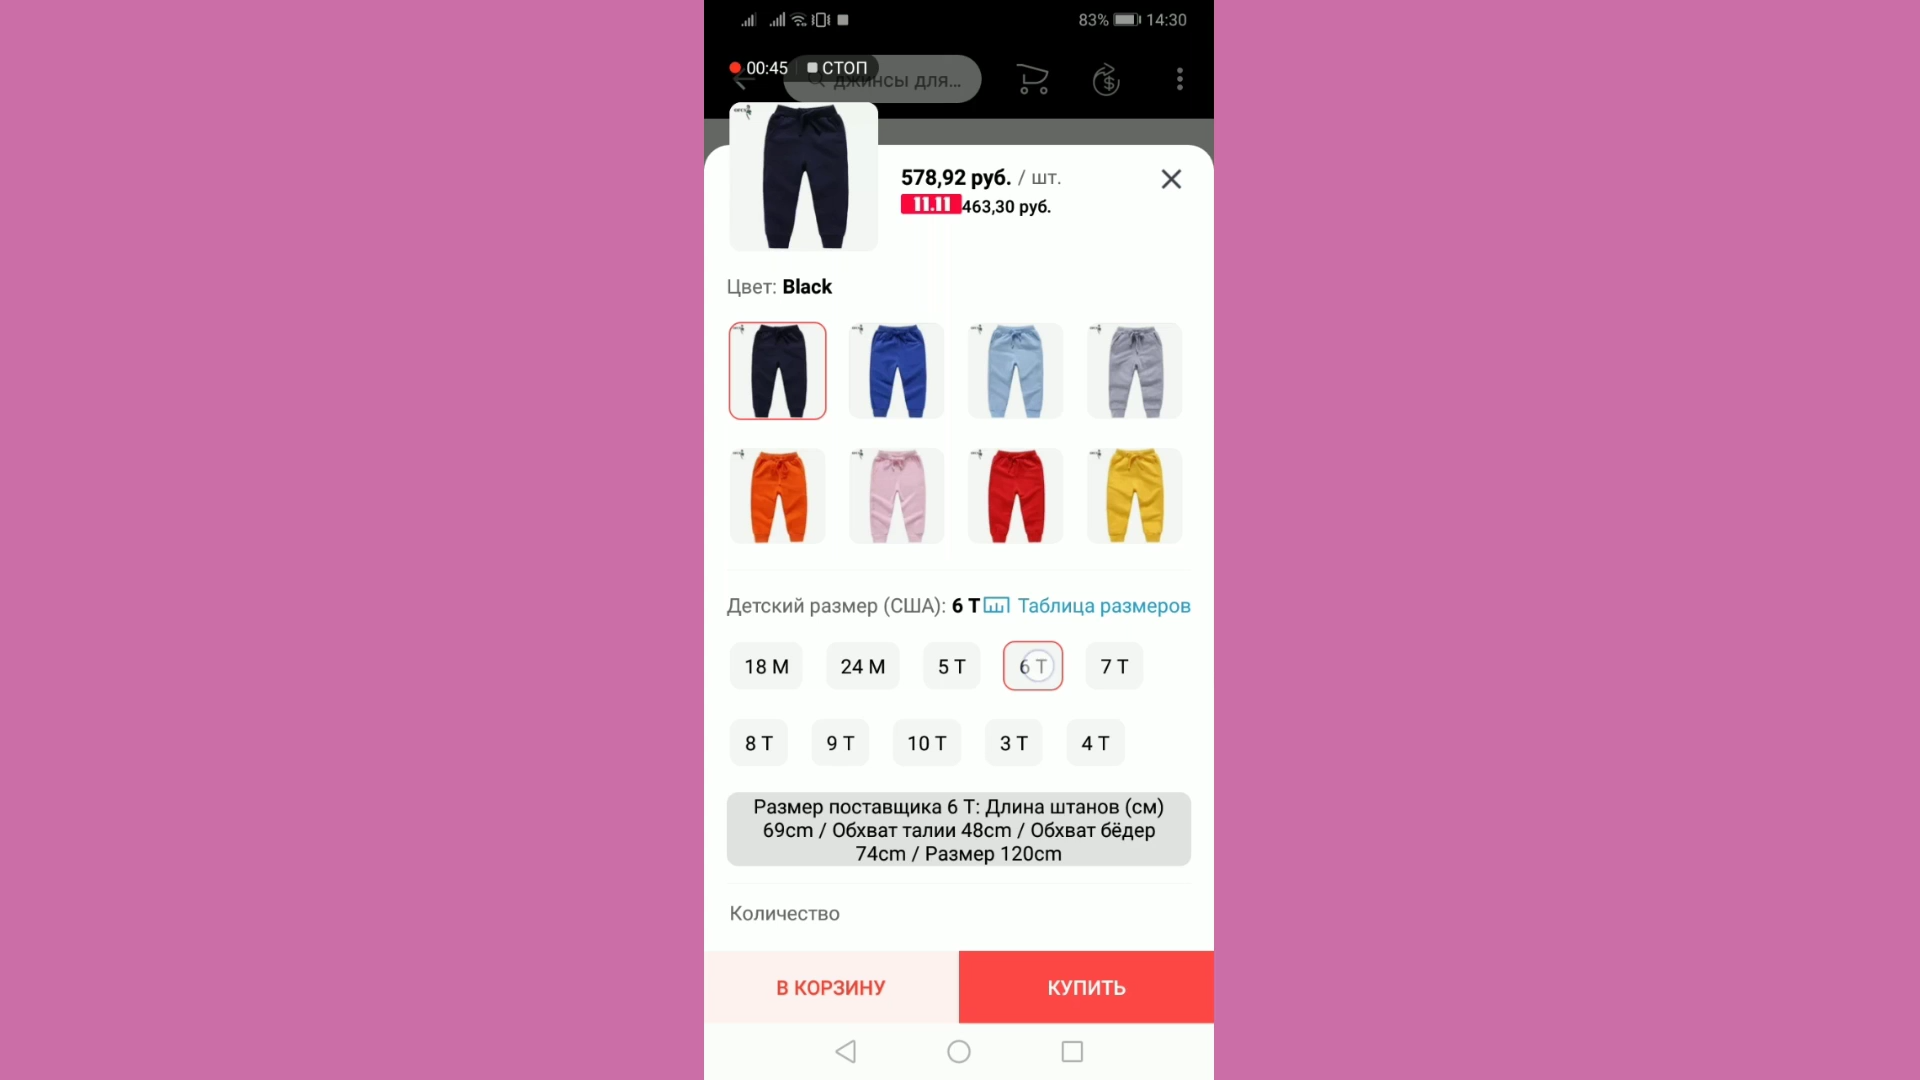 83% 14:30
00:45 СТОП
джинсы для...
578,92 руб. / шт.
11.11 463,30 руб.
Цвет: Black
Детский размер (США): 6 T Таблица размеров
18 M 24 M 5 T 6 T 7 T
8 T 9 T 10 T 3 T 4 T
Размер поставщика 6 T: Длина штанов (см)
69cm / Обхват талии 48cm / Обхват бёдер
74cm / Размер 120cm
Количество
В КОРЗИНУ КУПИТЬ